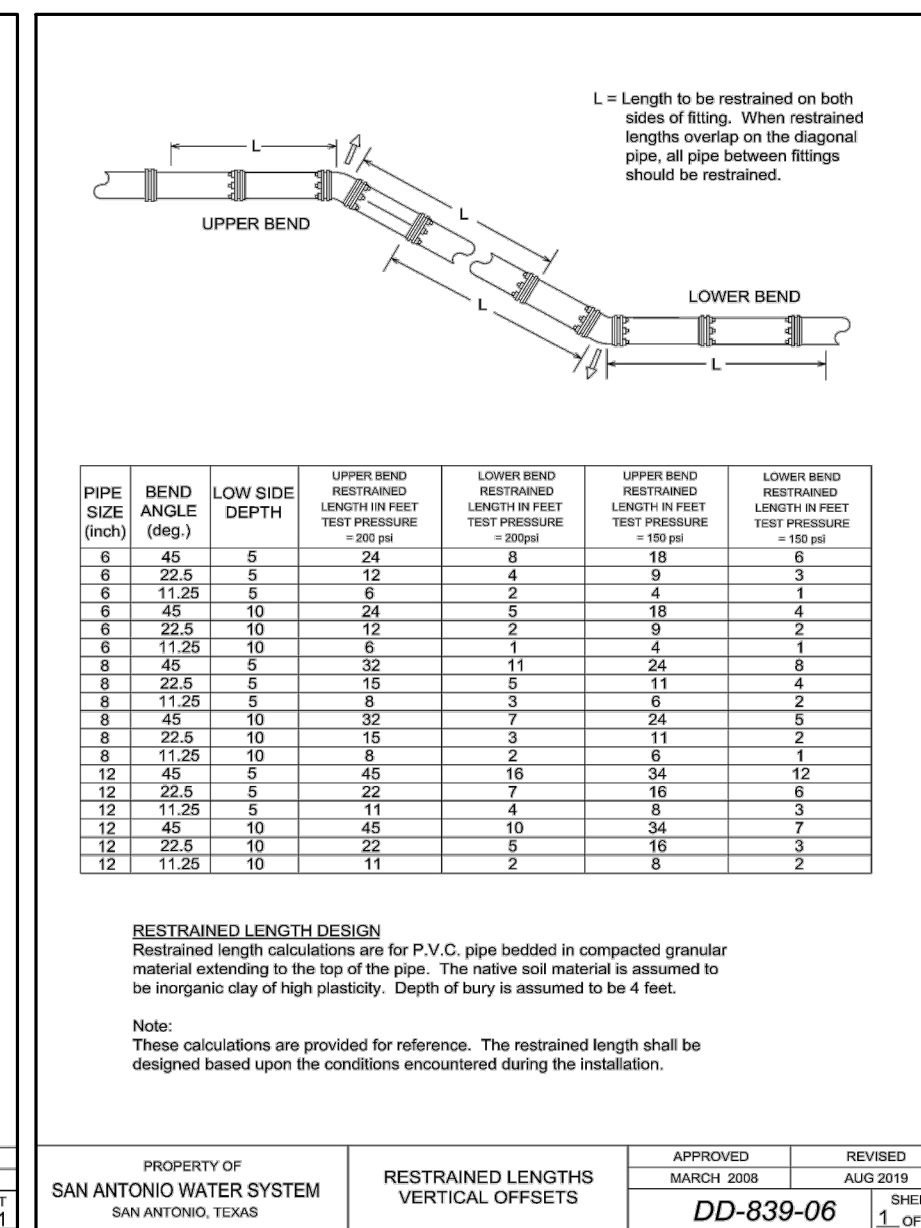 L = Length to be restrained on both
sides of fitting. When restrained
lengths overlap on the diagonal
pipe, all pipe between fittings
should be restrained.
L
UPPER BEND
L
L
LOWER BEND
L
PIPE SIZE (inch) BEND ANGLE (deg.) LOW SIDE DEPTH UPPER BEND RESTRAINED LENGTH IIN FEET TEST PRESSURE = 200 psi LOWER BEND RESTRAINED LENGTH IN FEET TEST PRESSURE = 200psi UPPER BEND RESTRAINED LENGTH IN FEET TEST PRESSURE = 150 psi LOWER BEND RESTRAINED LENGTH IN FEET TEST PRESSURE = 150 psi
6 45 5 24 8 18 6
6 22.5 5 12 4 9 3
6 11.25 5 6 2 4 1
6 45 10 24 5 18 4
6 22.5 10 12 2 9 2
6 11.25 10 6 1 4 1
8 45 5 32 11 24 8
8 22.5 5 15 5 11 4
8 11.25 5 8 3 6 2
8 45 10 32 7 24 5
8 22.5 10 15 3 11 2
8 11.25 10 8 2 6 1
12 45 5 45 16 34 12
12 22.5 5 22 7 16 6
12 11.25 5 11 4 8 3
12 45 10 45 10 34 7
12 22.5 10 22 5 16 3
12 11.25 10 11 2 8 2
RESTRAINED LENGTH DESIGN
Restrained length calculations are for P.V.C. pipe bedded in compacted granular
material extending to the top of the pipe. The native soil material is assumed to
be inorganic clay of high plasticity. Depth of bury is assumed to be 4 feet.
Note:
These calculations are provided for reference. The restrained length shall be
designed based upon the conditions encountered during the installation.
PROPERTY OF
SAN ANTONIO WATER SYSTEM
SAN ANTONIO, TEXAS
RESTRAINED LENGTHS
VERTICAL OFFSETS
APPROVED REVISED
MARCH 2008 AUG 2019
DD-839-06
1 OF